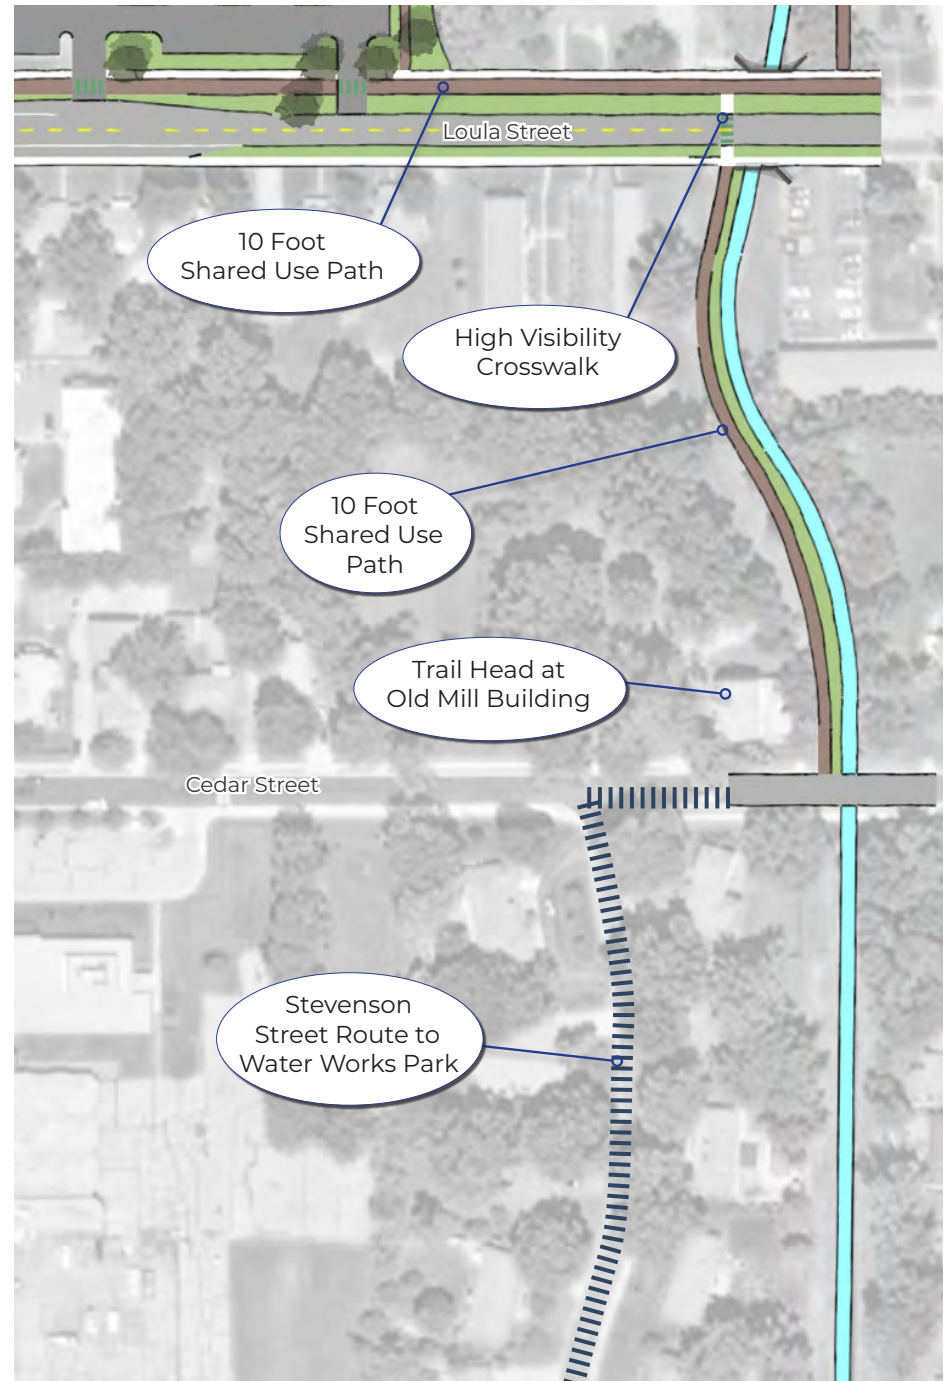 Loula Street
10 Foot
Shared Use Path
High Visibility
Crosswalk
10 Foot
Shared Use
Path
Trail Head at
Old Mill Building
Cedar Street
Stevenson
Street Route to
Water Works Park